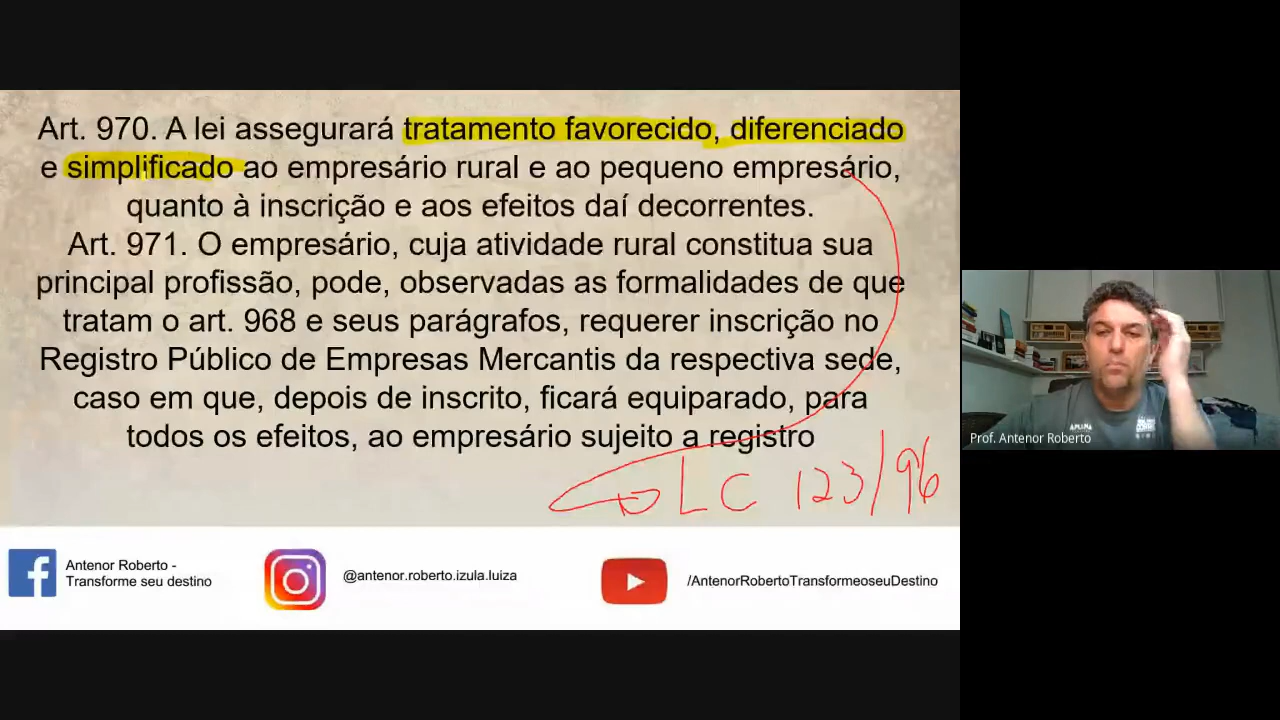 Art. 970. A lei assegurará tratamento favorecido, diferenciado
e simplificado ao empresário rural e ao pequeno empresário,
quanto à inscrição e aos efeitos daí decorrentes.
Art. 971. O empresário, cuja atividade rural constitua sua
principal profissão, pode, observadas as formalidades de que
tratam o art. 968 e seus parágrafos, requerer inscrição no
Registro Público de Empresas Mercantis da respectiva sede,
caso em que, depois de inscrito, ficará equiparado, para
todos os efeitos, ao empresário sujeito a registro
LC 123/96
Antenor Roberto -
Transforme seu destino
@antenor.roberto.izula.luiza
/AntenorRobertoTransformeoseuDestino
Prof. Antenor Roberto